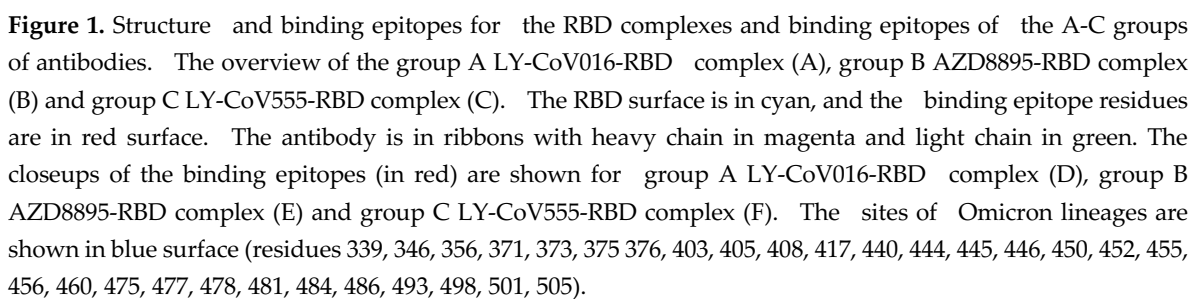 Figure 1. Structure and binding epitopes for the RBD complexes and binding epitopes of the A-C groups
of antibodies. The overview of the group A LY-CoV016-RBD complex (A), group B AZD8895-RBD complex
(B) and group C LY-CoV555-RBD complex (C). The RBD surface is in cyan, and the binding epitope residues
are in red surface. The antibody is in ribbons with heavy chain in magenta and light chain in green. The
closeups of the binding epitopes (in red) are shown for group A LY-CoV016-RBD complex (D), group B
AZD8895-RBD complex (E) and group C LY-CoV555-RBD complex (F). The sites of Omicron lineages are
shown in blue surface (residues 339, 346, 356, 371, 373, 375 376, 403, 405, 408, 417, 440, 444, 445, 446, 450, 452, 455,
456, 460, 475, 477, 478, 481, 484, 486, 493, 498, 501, 505).